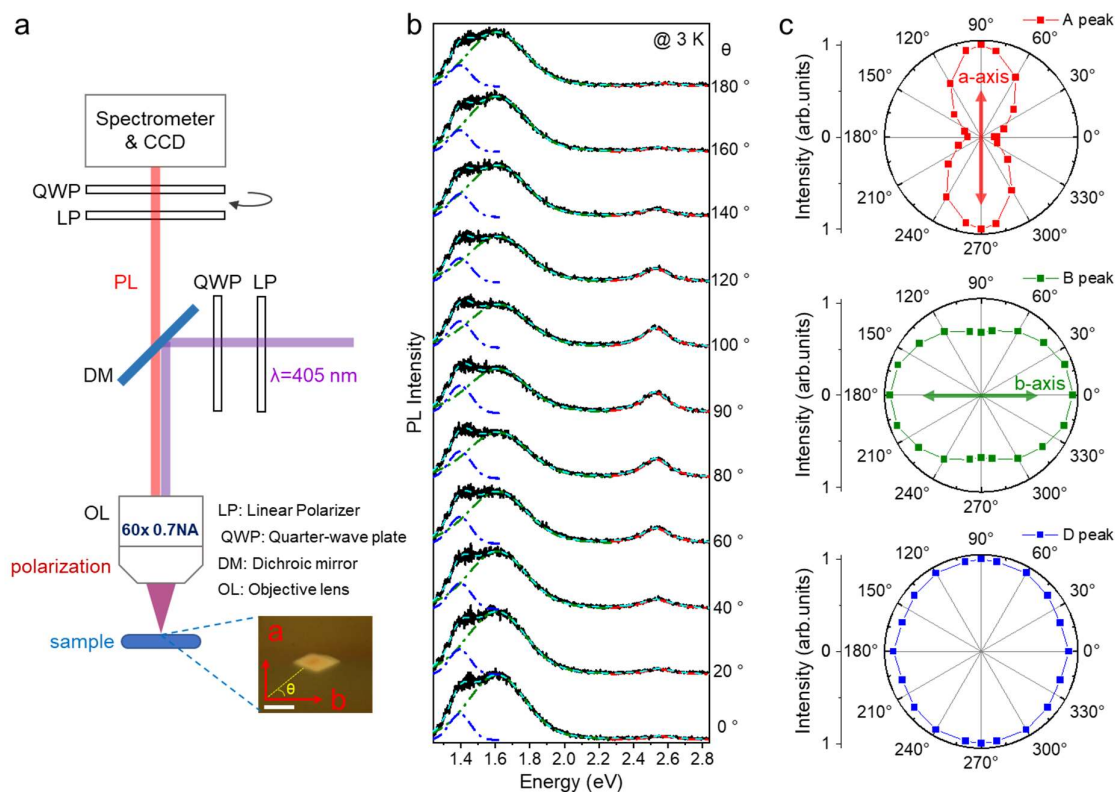 a
Spectrometer
& CCD
QWP
LP
PL
QWP LP
DM
λ=405 nm
OL
60x 0.7NA
polarization
sample
LP: Linear Polarizer
QWP: Quarter-wave plate
DM: Dichroic mirror
OL: Objective lens
a
θ
b
b
@ 3 K
θ
180 °
160 °
140 °
120 °
100 °
90 °
80 °
60 °
40 °
20 °
0 °
PL Intensity
1.4 1.6 1.8 2.0 2.2 2.4 2.6 2.8
Energy (eV)
c
A peak
90°
120° 60°
150° 30°
180° 0°
210° 330°
240° 300°
270°
a-axis
Intensity (arb.units)
1
0
1
B peak
90°
120° 60°
150° 30°
180° 0°
210° 330°
240° 300°
270°
b-axis
Intensity (arb.units)
1
0
1
D peak
90°
120° 60°
150° 30°
180° 0°
210° 330°
240° 300°
270°
Intensity (arb.units)
1
0
1